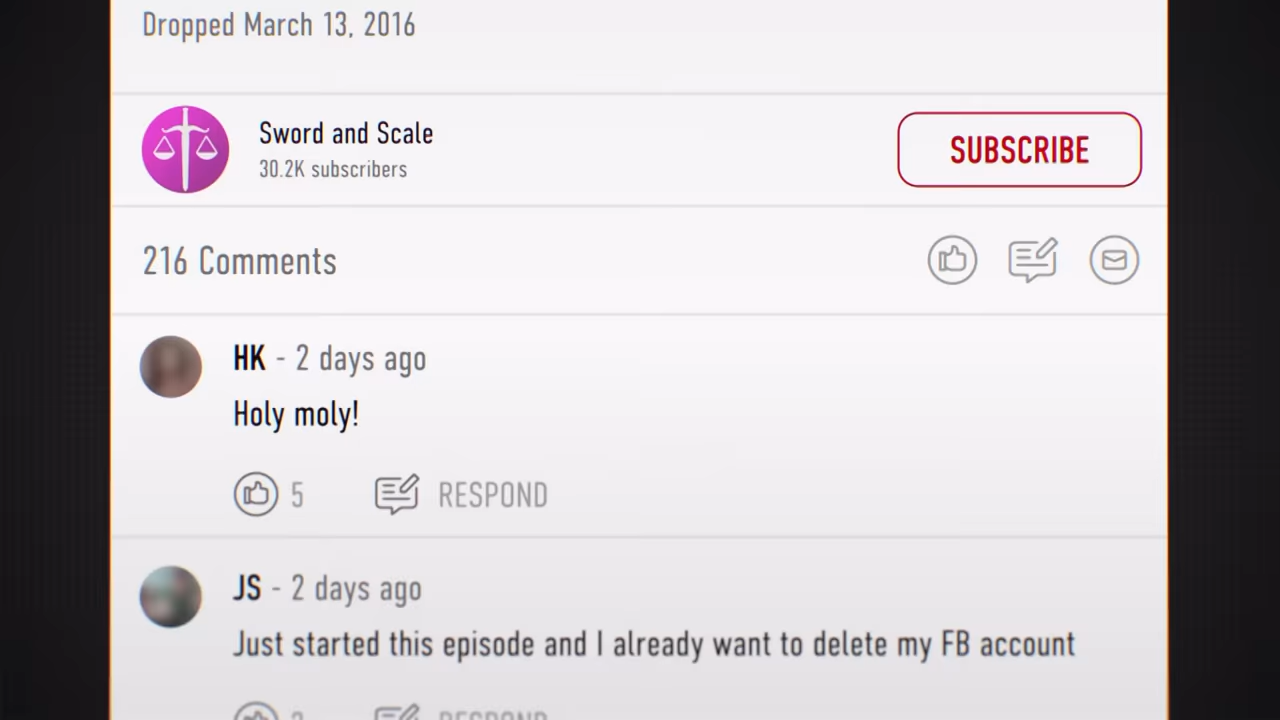 Dropped March 13, 2016
Sword and Scale
30.2K subscribers
SUBSCRIBE
216 Comments
HK - 2 days ago
Holy moly!
5 RESPOND
JS - 2 days ago
Just started this episode and I already want to delete my FB account
RESPOND